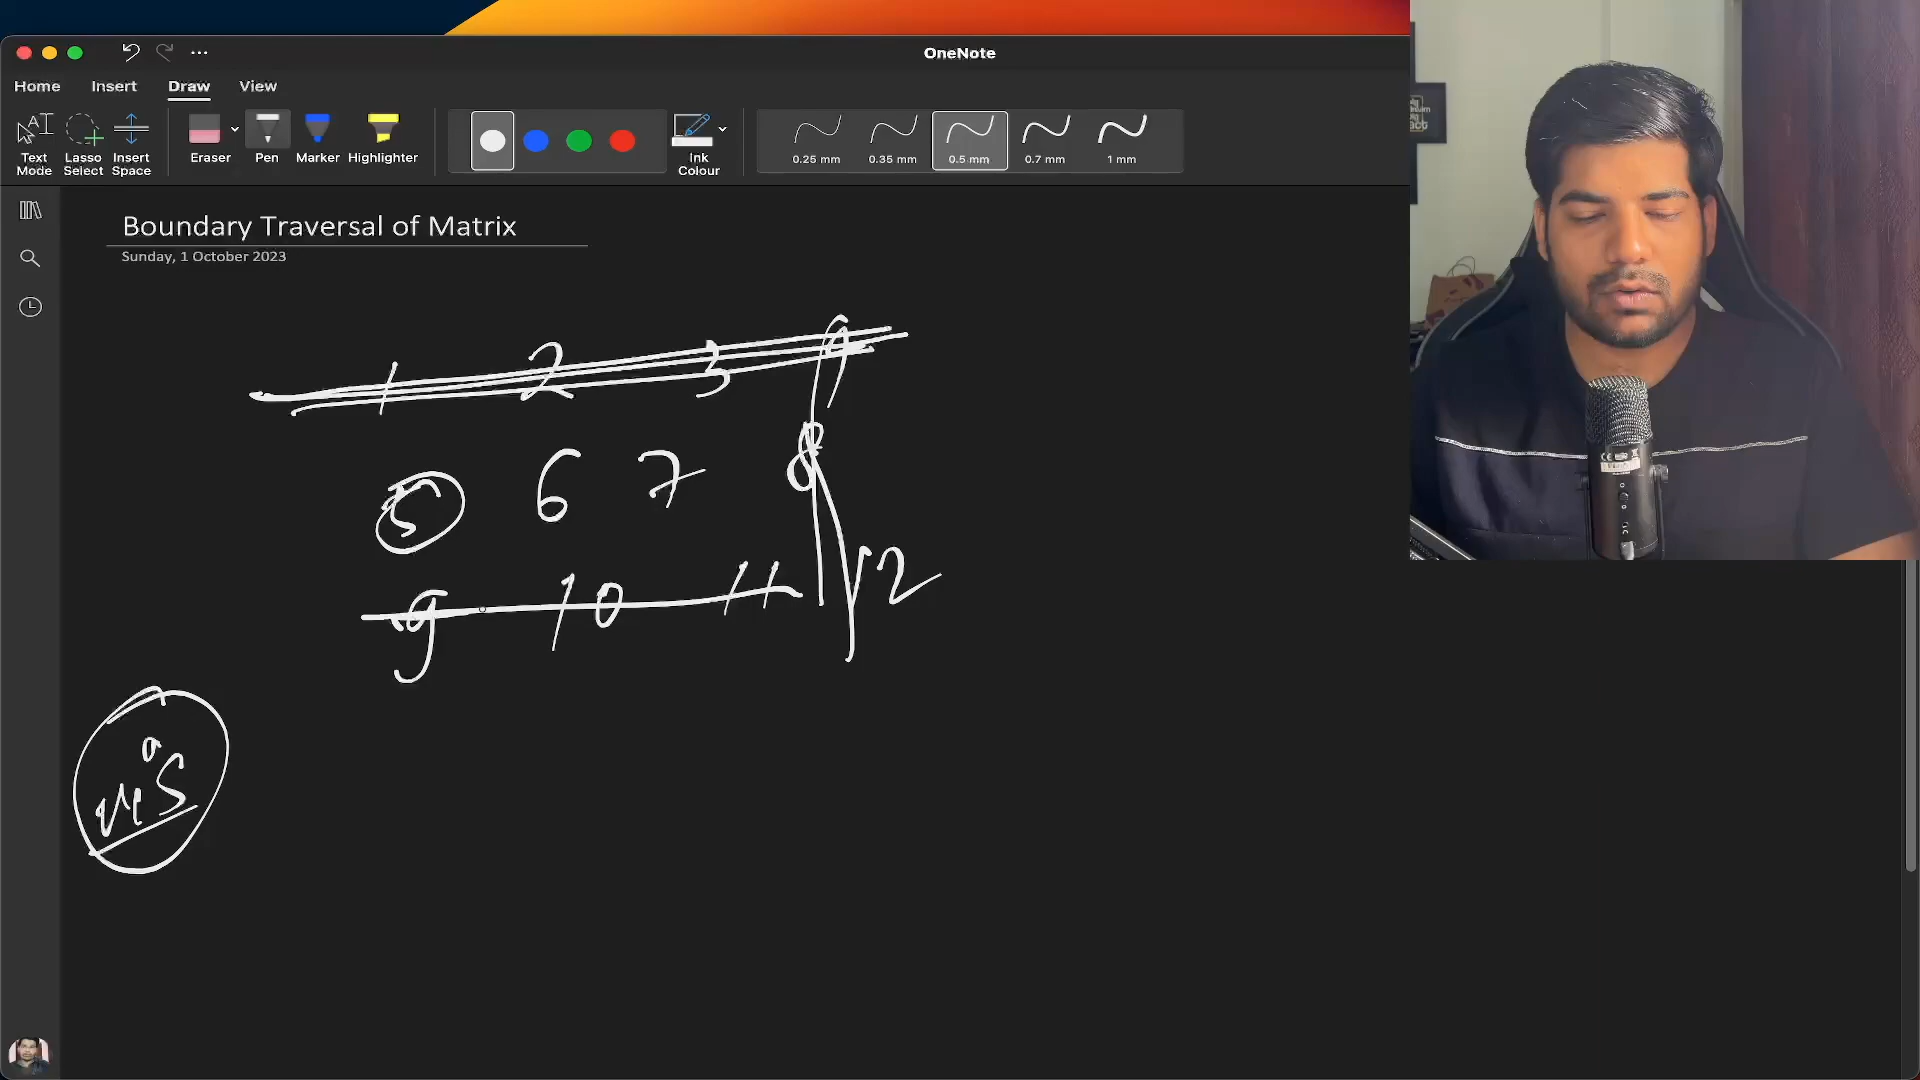 OneNote
Home Insert Draw View
Text Mode Lasso Select Insert Space Eraser Pen Marker Highlighter Ink Colour 0.25 mm 0.35 mm 0.5 mm 0.7 mm 1 mm
Boundary Traversal of Matrix
Sunday, 1 October 2023
1 2 3
5 6 7 8
9 10 11 12
vis